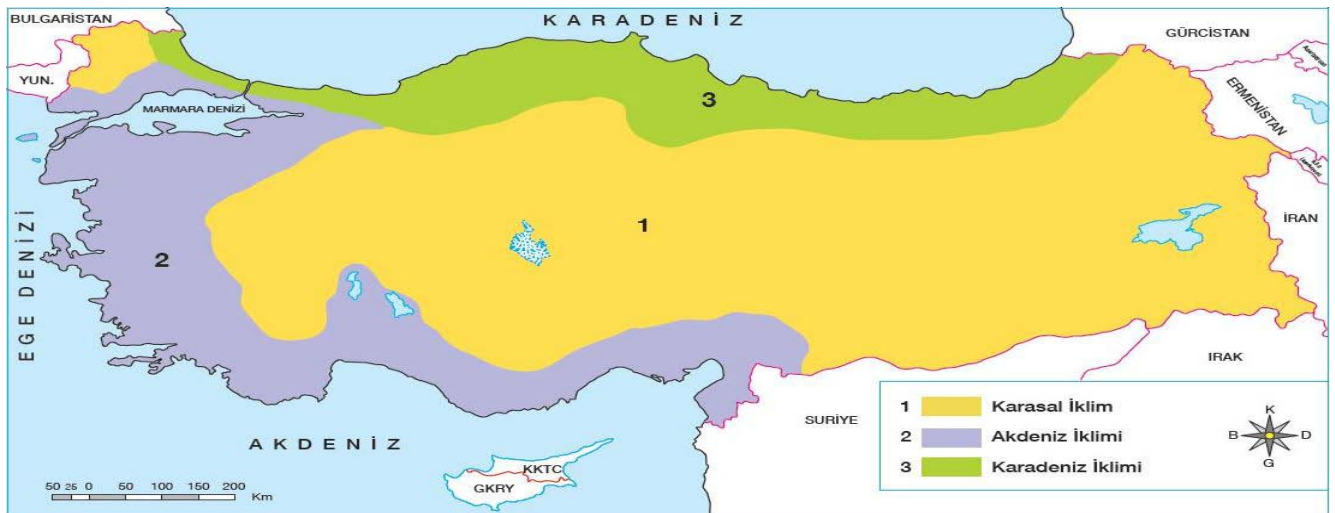 BULGARİSTAN
KARADENİZ
GÜRCİSTAN
YUN.
MARMARA DENİZİ
3
ERMENİSTAN
EGE DENİZİ
1
2
İRAN
IRAK
SURİYE
AKDENİZ
KKTC
GKRY
50 25 0 50 100 150 200
Km
1 Karasal İklim
2 Akdeniz İklimi
3 Karadeniz İklimi
K
B D
G